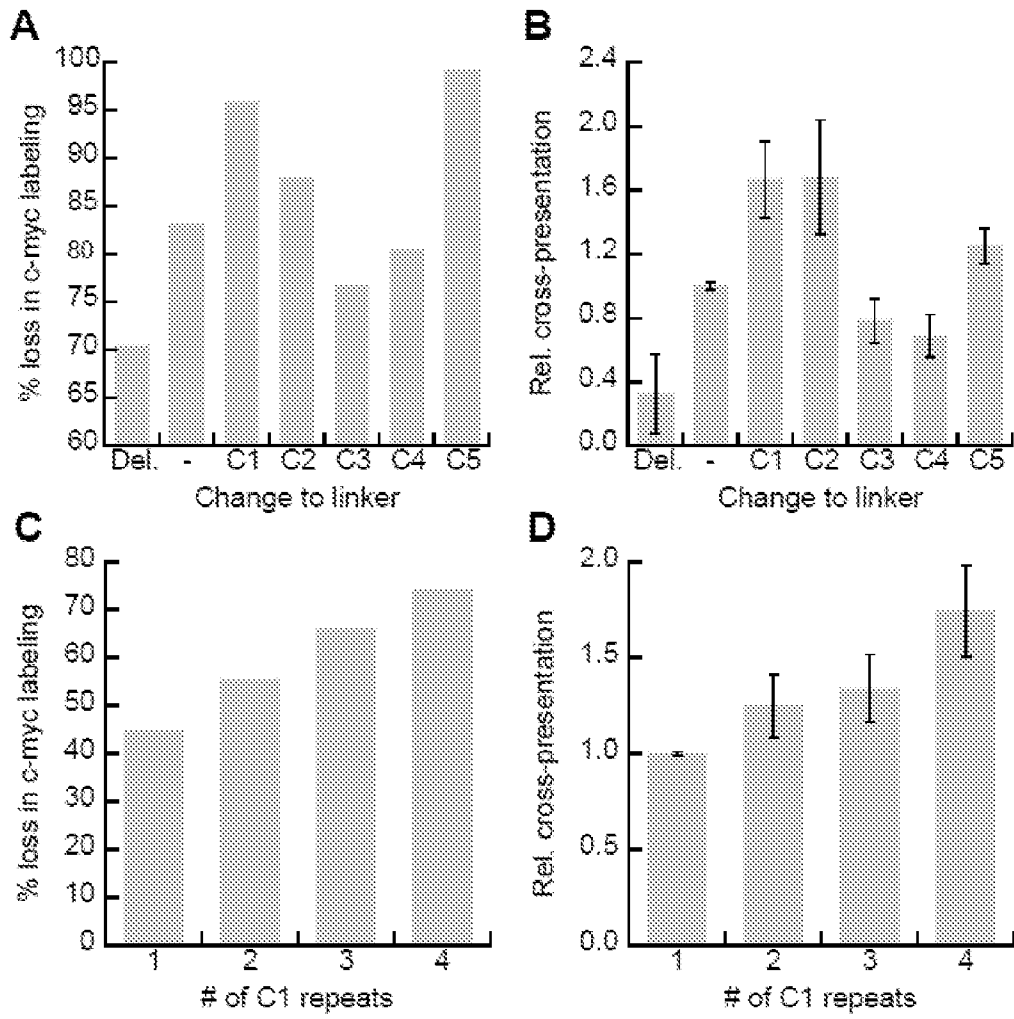 A
% loss in c-myc labeling
100
95
90
85
80
75
70
65
60
Del. - C1 C2 C3 C4 C5
Change to linker
B
Rel. cross-presentation
2.4
2.0
1.6
1.2
0.8
0.4
0.0
Del. - C1 C2 C3 C4 C5
Change to linker
C
% loss in c-myc labeling
80
70
60
50
40
30
20
10
0
1 2 3 4
# of C1 repeats
D
Rel. cross-presentation
2.0
1.5
1.0
0.5
0.0
1 2 3 4
# of C1 repeats